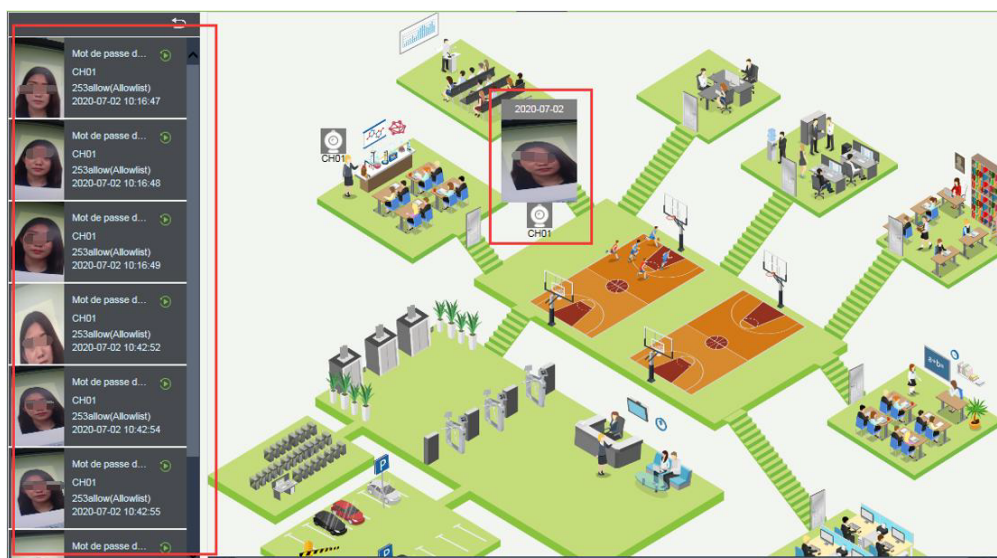 Mot de passe d...
CH01
253allow(Allowlist)
2020-07-02 10:16:47
Mot de passe d...
CH01
253allow(Allowlist)
2020-07-02 10:16:48
Mot de passe d...
CH01
253allow(Allowlist)
2020-07-02 10:16:49
Mot de passe d...
CH01
253allow(Allowlist)
2020-07-02 10:42:52
Mot de passe d...
CH01
253allow(Allowlist)
2020-07-02 10:42:54
Mot de passe d...
CH01
253allow(Allowlist)
2020-07-02 10:42:55
Mot de passe d...
2020-07-02
CH01
CH01
P
P
a+b=